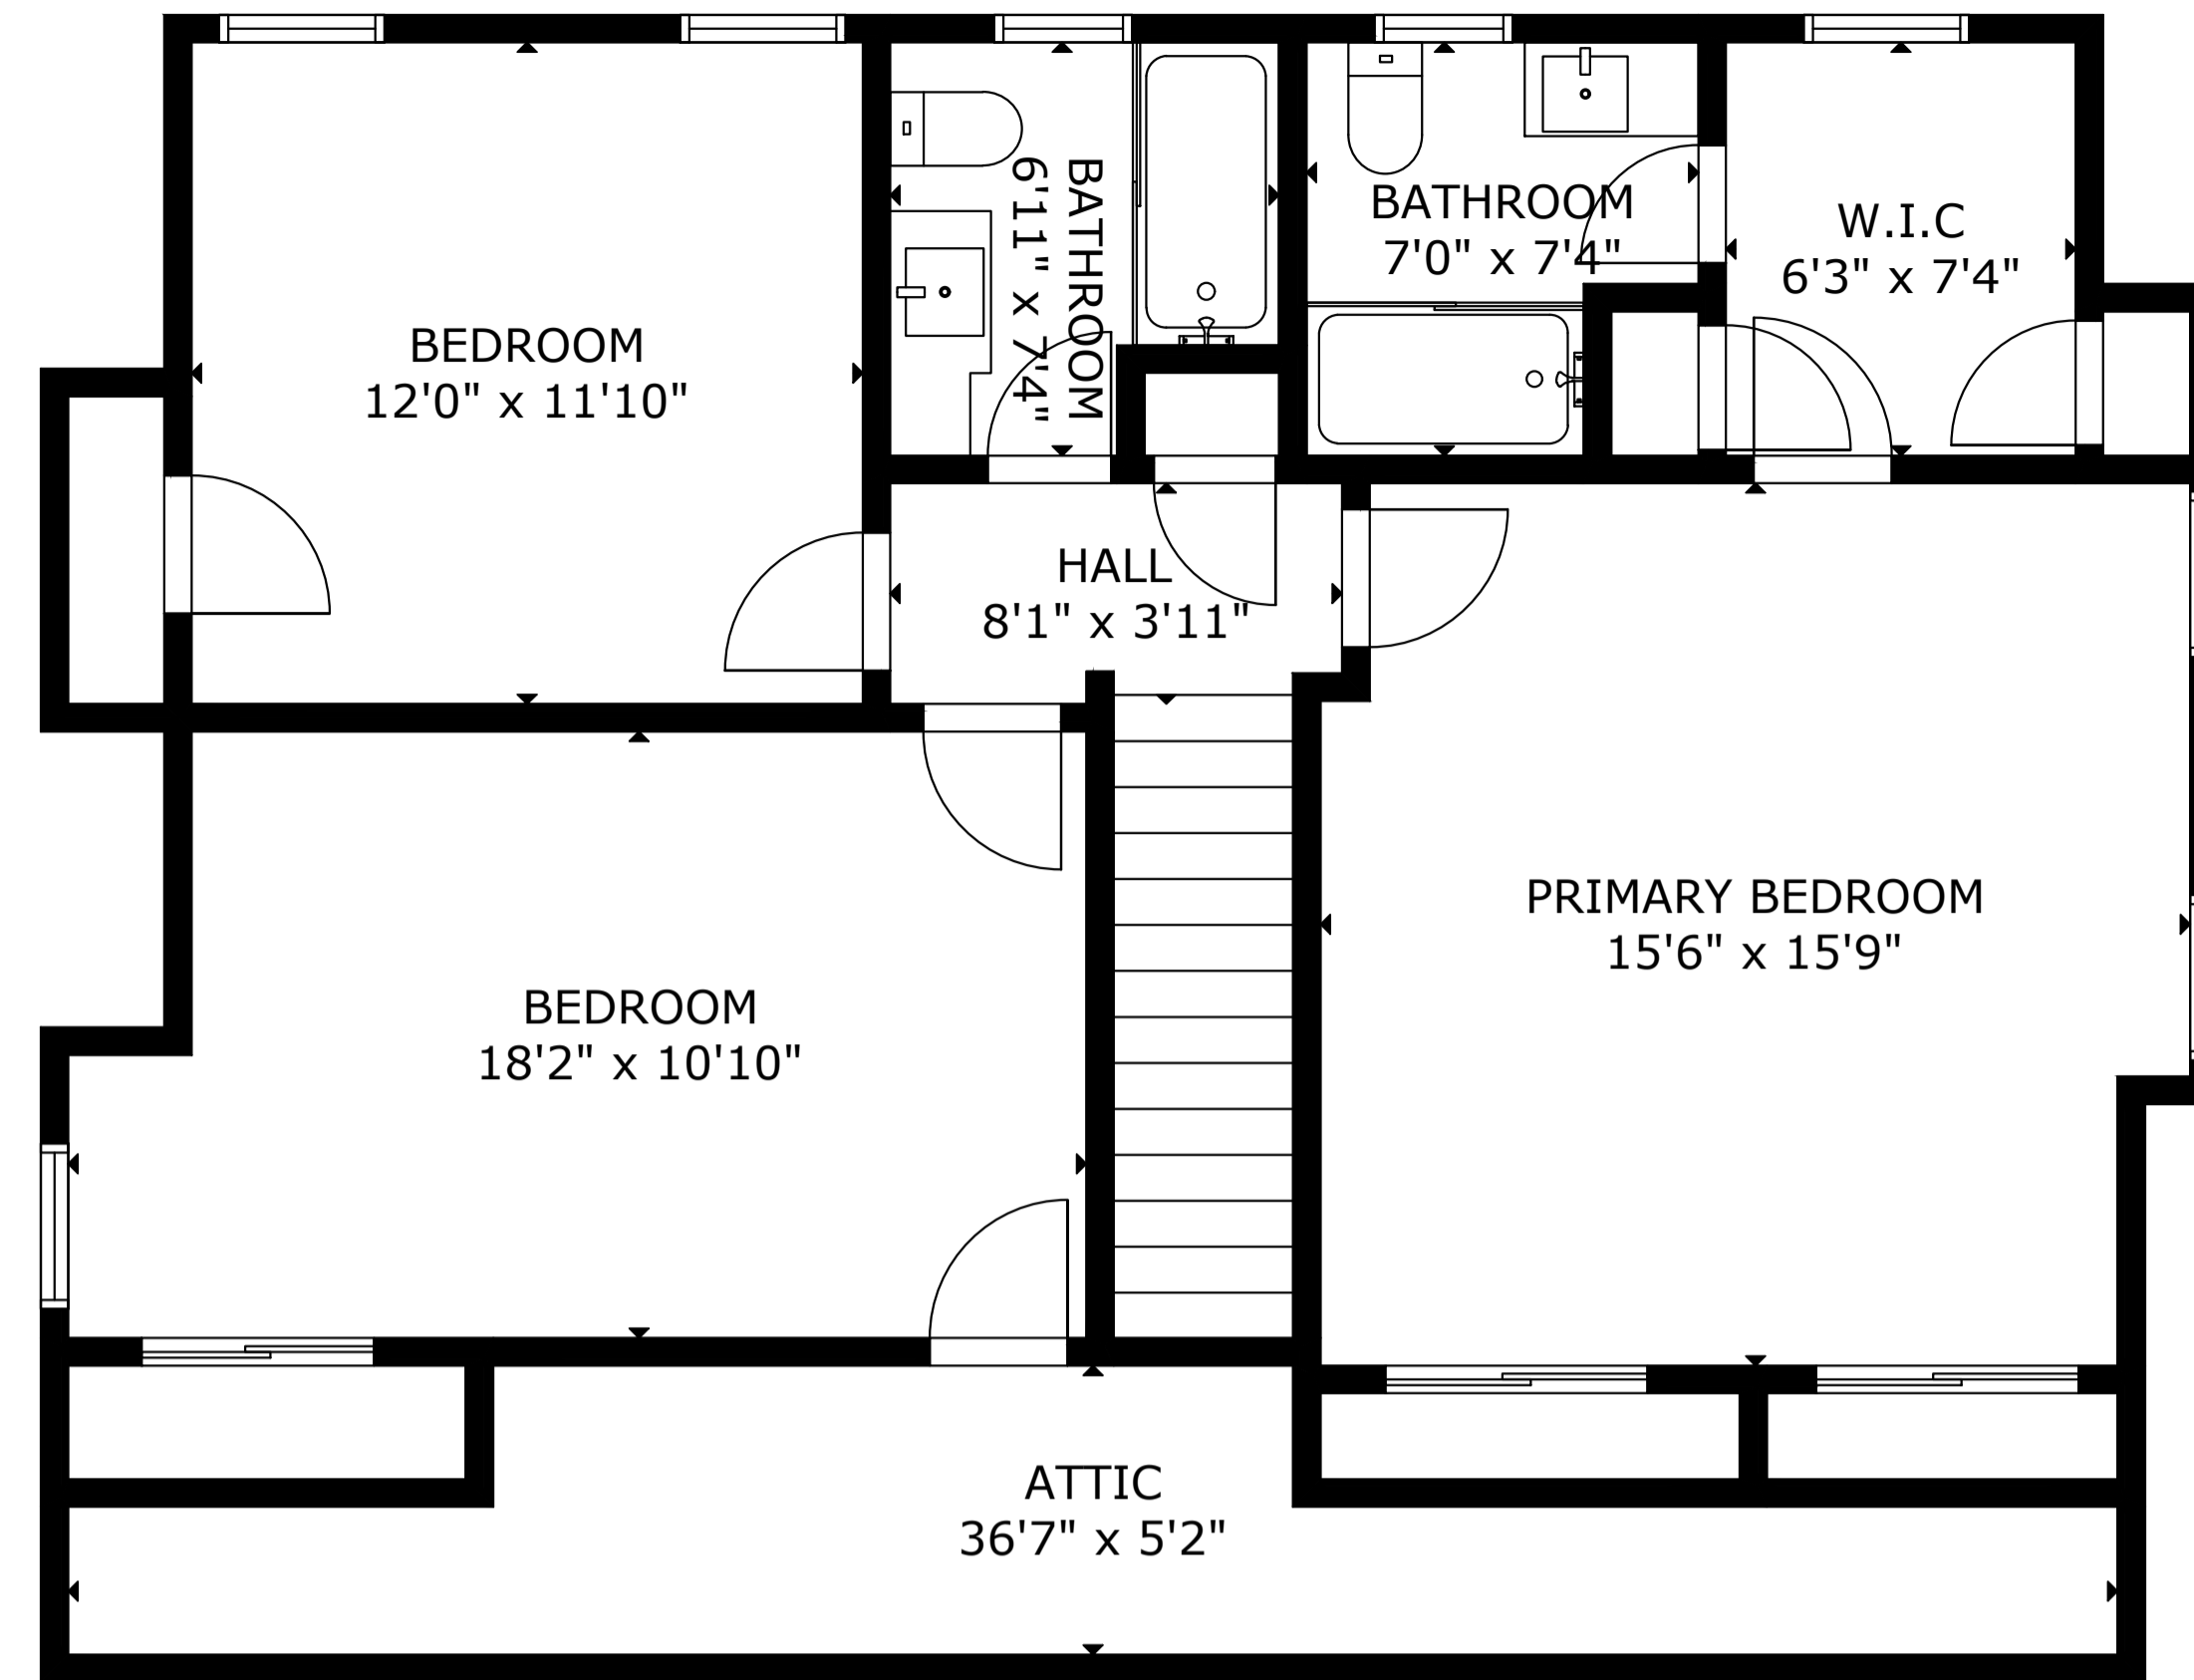 BATHROOM
6'11" x 7'4"
BATHROOM
7'0" x 7'4"
W.I.C
6'3" x 7'4"
BEDROOM
12'0" x 11'10"
HALL
8'1" x 3'11"
PRIMARY BEDROOM
15'6" x 15'9"
BEDROOM
18'2" x 10'10"
ATTIC
36'7" x 5'2"